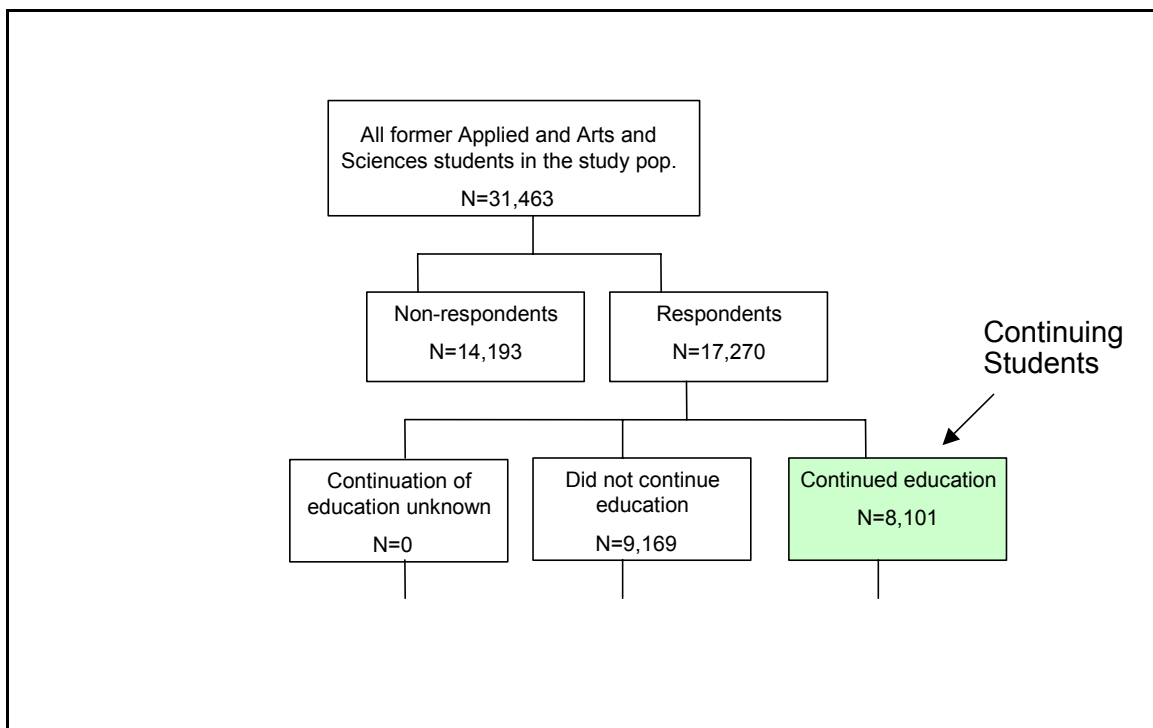 All former Applied and Arts and
Sciences students in the study pop.
N=31,463
Non-respondents
N=14,193
Respondents
N=17,270
Continuing
Students
Continuation of
education unknown
N=0
Did not continue
education
N=9,169
Continued education
N=8,101